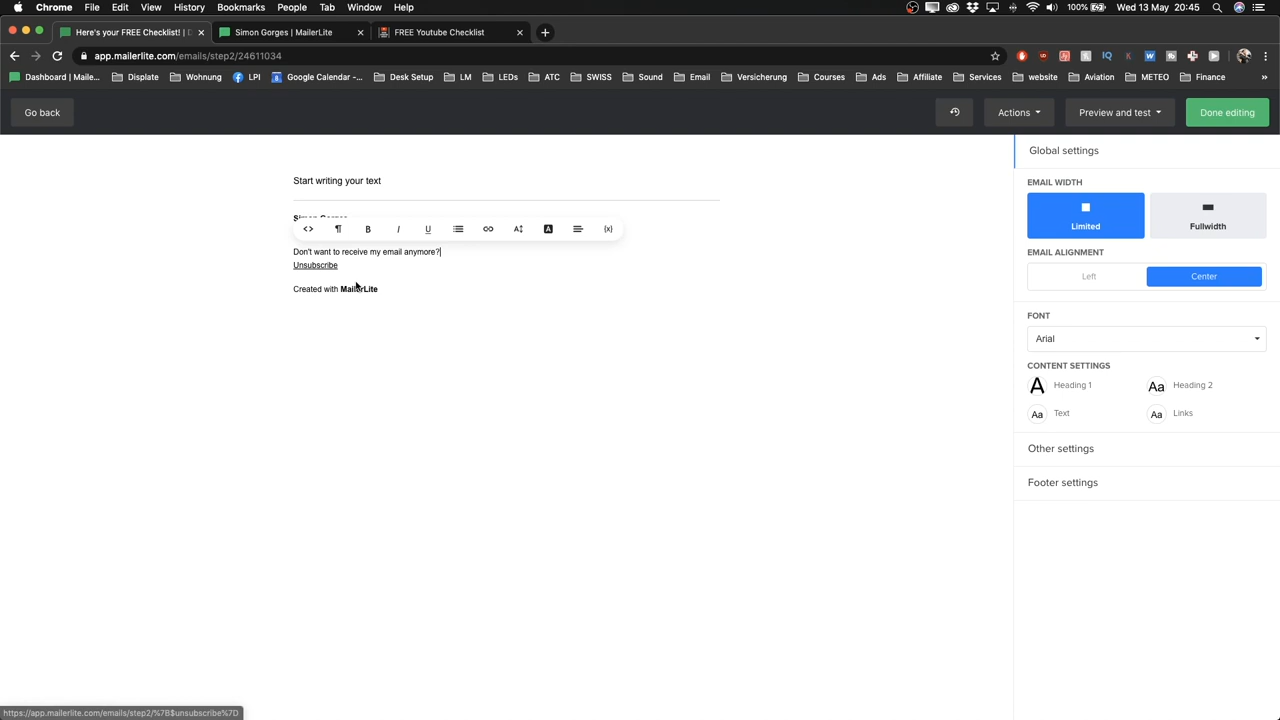 Chrome File Edit View History Bookmarks People Tab Window Help 100% Wed 13 May 20:45
Here's your FREE Checklist! | D Simon Gorges | MailerLite FREE Youtube Checklist
app.mailerlite.com/emails/step2/24611034
Dashboard | Maile... Displate Wohnung LPI Google Calendar -... Desk Setup LM LEDs ATC SWISS Sound Email Versicherung Courses Ads Affiliate Services website Aviation METEO Finance »
Go back Actions Preview and test Done editing
Global settings
Start writing your text
EMAIL WIDTH
Simon Gorges
Limited Fullwidth
Don't want to receive my email anymore?
Unsubscribe
EMAIL ALIGNMENT
Left Center
Created with MailerLite
FONT
Arial
CONTENT SETTINGS
A Heading 1 Aa Heading 2
Aa Text Aa Links
Other settings
Footer settings
https://app.mailerlite.com/emails/step2/%7B$unsubscribe%7D